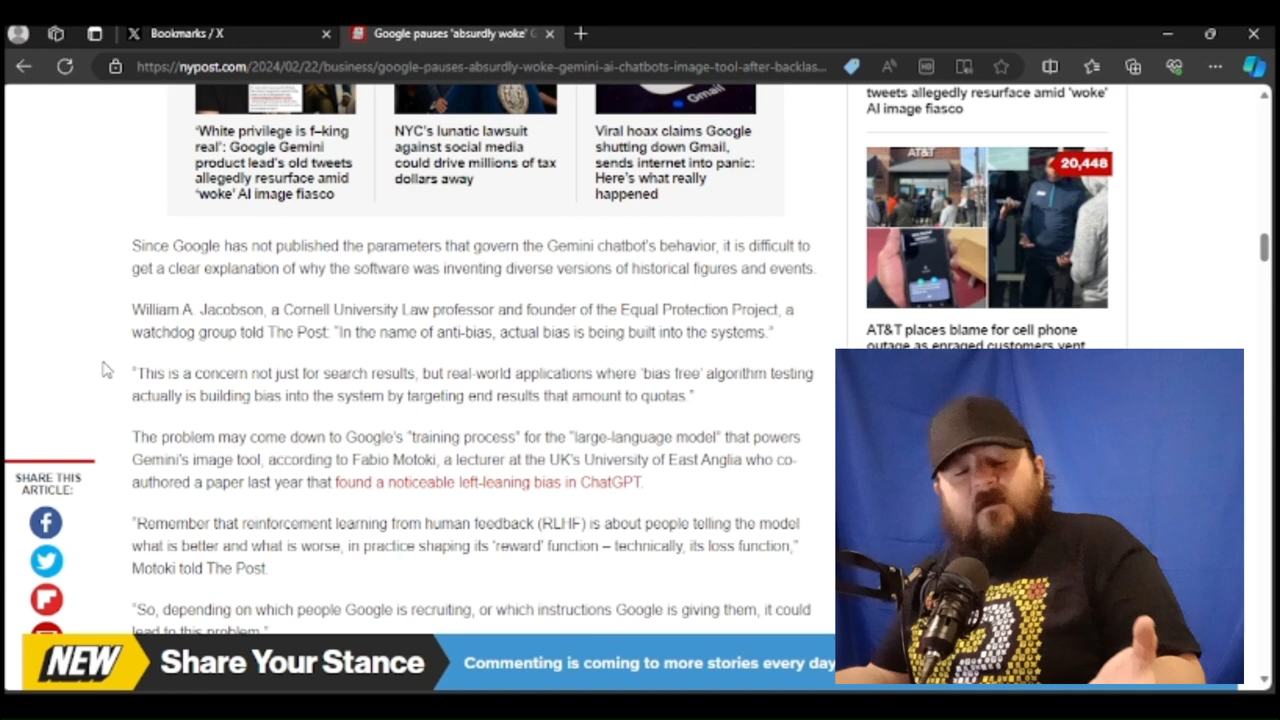 Bookmarks / X
Google pauses 'absurdly woke' G
https://nypost.com/2024/02/22/business/google-pauses-absurdly-woke-gemini-ai-chatbots-image-tool-after-backlas...
Gmail
'White privilege is f–king
real': Google Gemini
product lead's old tweets
allegedly resurface amid
'woke' AI image fiasco
NYC's lunatic lawsuit
against social media
could drive millions of tax
dollars away
Viral hoax claims Google
shutting down Gmail,
sends internet into panic:
Here's what really
happened
tweets allegedly resurface amid 'woke'
AI image fiasco
AT&T
20,448
AT&T places blame for cell phone
outage as enraged customers vent
Since Google has not published the parameters that govern the Gemini chatbot's behavior, it is difficult to
get a clear explanation of why the software was inventing diverse versions of historical figures and events.
William A. Jacobson, a Cornell University Law professor and founder of the Equal Protection Project, a
watchdog group told The Post: "In the name of anti-bias, actual bias is being built into the systems."
"This is a concern not just for search results, but real-world applications where 'bias free' algorithm testing
actually is building bias into the system by targeting end results that amount to quotas."
The problem may come down to Google's "training process" for the "large-language model" that powers
Gemini's image tool, according to Fabio Motoki, a lecturer at the UK's University of East Anglia who co-
authored a paper last year that found a noticeable left-leaning bias in ChatGPT.
"Remember that reinforcement learning from human feedback (RLHF) is about people telling the model
what is better and what is worse, in practice shaping its 'reward' function – technically, its loss function,"
Motoki told The Post.
"So, depending on which people Google is recruiting, or which instructions Google is giving them, it could
lead to this problem."
SHARE THIS
ARTICLE:
NEW
Share Your Stance
Commenting is coming to more stories every day